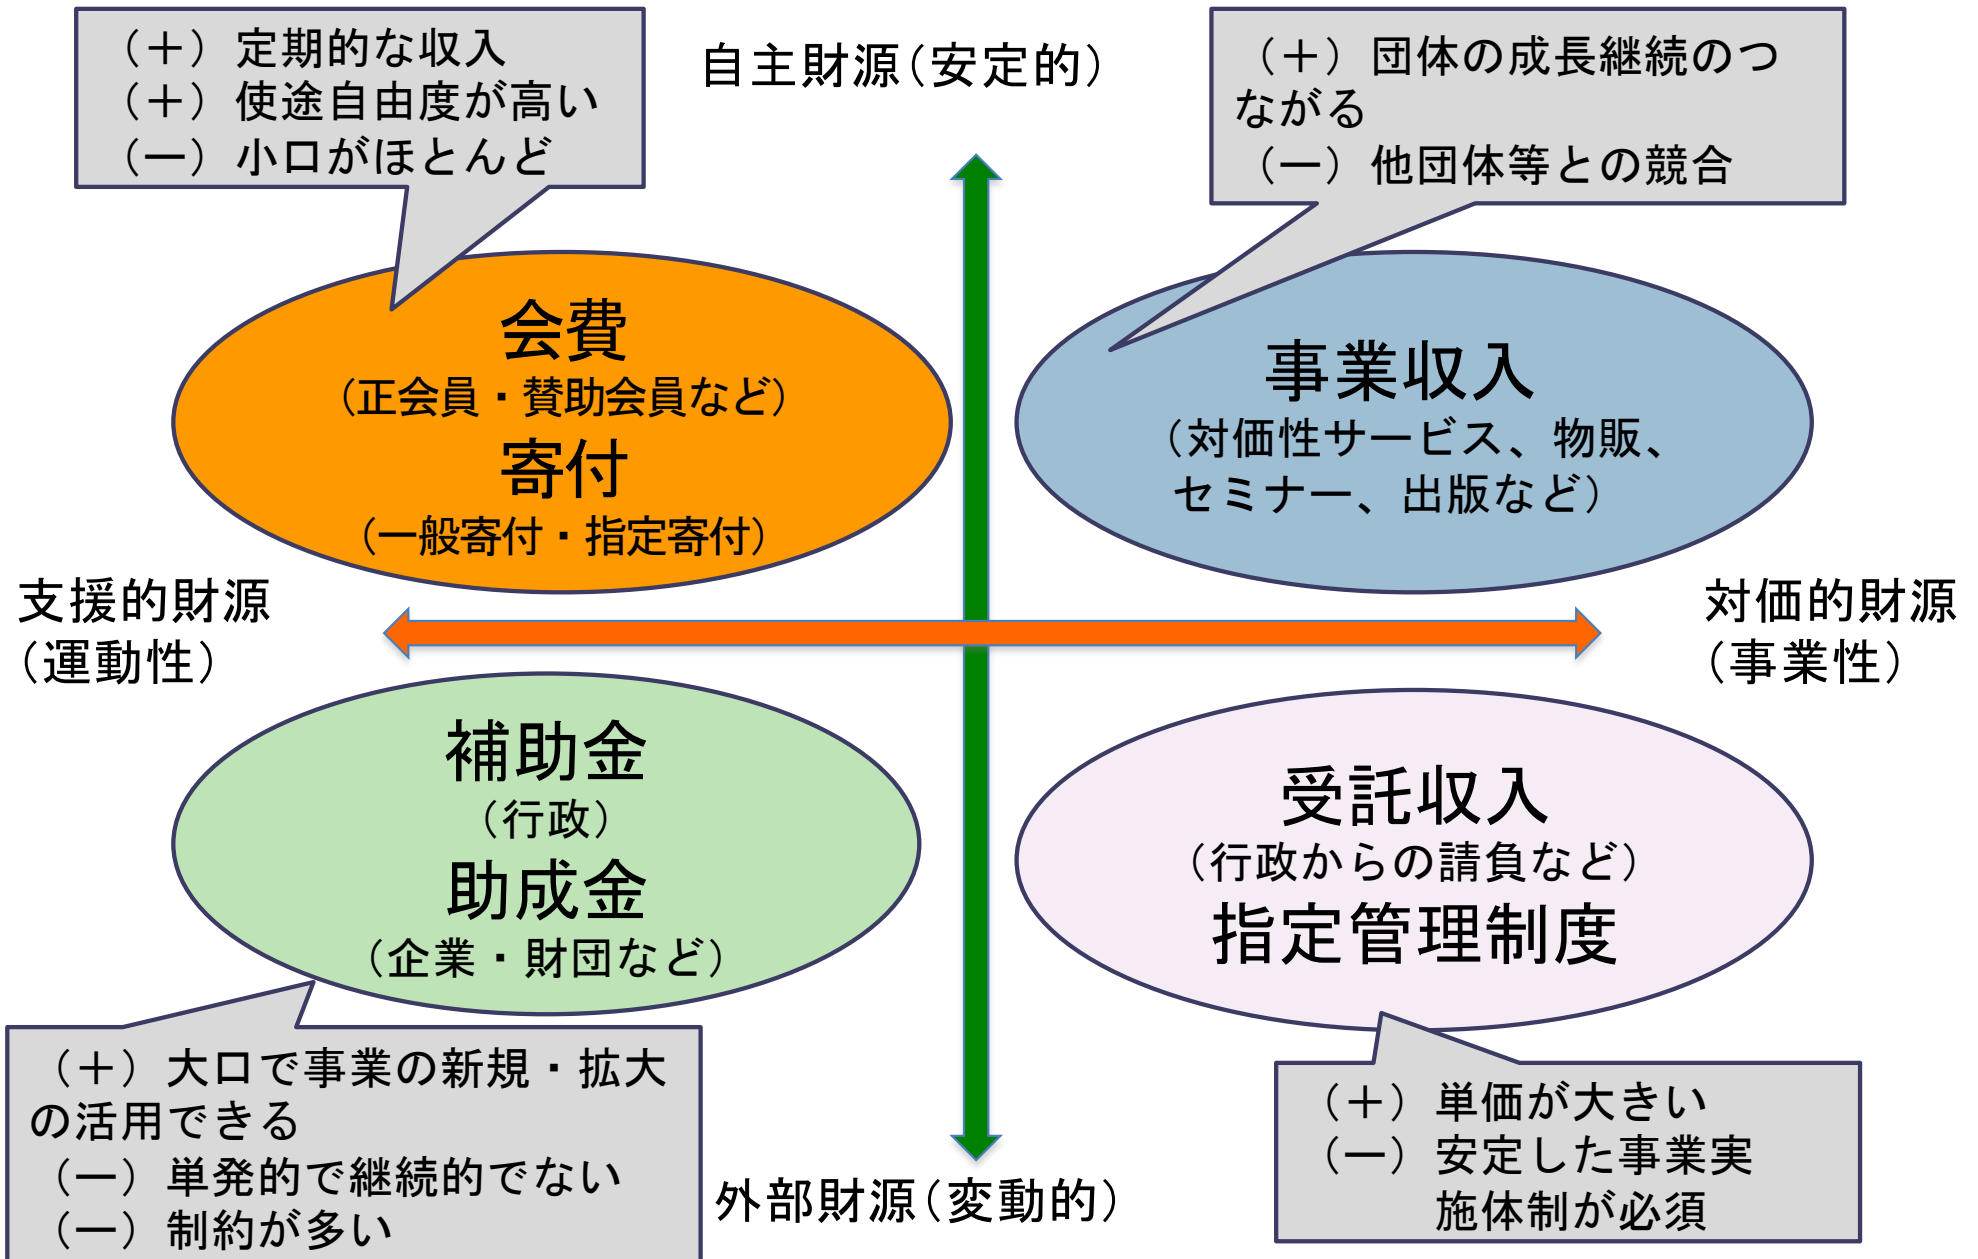 （＋）定期的な収入
（＋）使途自由度が高い
（―）小口がほとんど
自主財源（安定的）
（＋）団体の成長継続のつ
ながる
（―）他団体等との競合
会費
（正会員・賛助会員など）
寄付
（一般寄付・指定寄付）
事業収入
（対価性サービス、物販、
セミナー、出版など）
支援的財源
（運動性）
対価的財源
（事業性）
補助金
（行政）
助成金
（企業・財団など）
受託収入
（行政からの請負など）
指定管理制度
（＋）大口で事業の新規・拡大
の活用できる
（―）単発的で継続的でない
（―）制約が多い
外部財源（変動的）
（＋）単価が大きい
（―）安定した事業実
施体制が必須